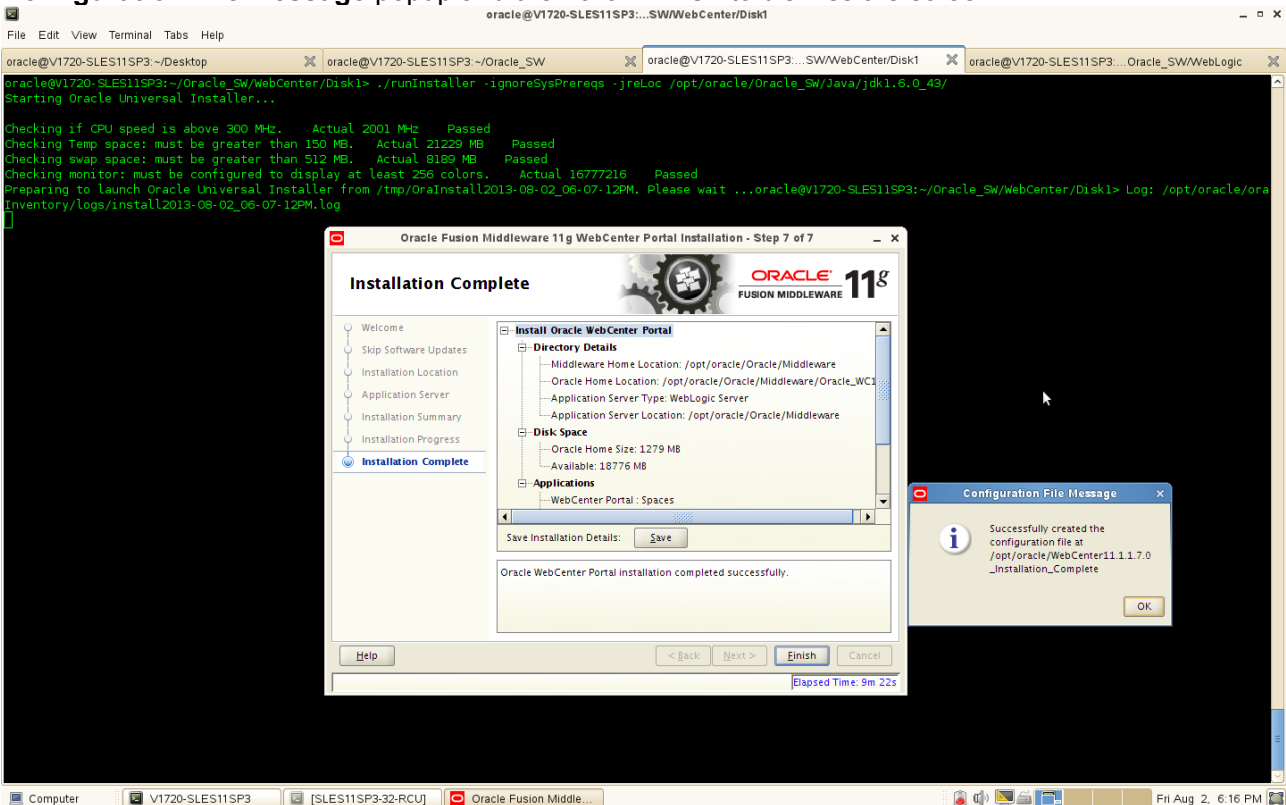 oracle@V1720-SLES11SP3:...SW/WebCenter/Disk1
File Edit View Terminal Tabs Help
oracle@V1720-SLES11SP3:~/Desktop
oracle@V1720-SLES11SP3:~/Oracle_SW
oracle@V1720-SLES11SP3:...SW/WebCenter/Disk1
oracle@V1720-SLES11SP3:...Oracle_SW/WebLogic
oracle@V1720-SLES11SP3:~/Oracle_SW/WebCenter/Disk1> ./runInstaller -ignoreSysPrereqs -jreLoc /opt/oracle/Oracle_SW/Java/jdk1.6.0_43/
Starting Oracle Universal Installer...
Checking if CPU speed is above 300 MHz. Actual 2001 MHz Passed
Checking Temp space: must be greater than 150 MB. Actual 21229 MB Passed
Checking swap space: must be greater than 512 MB. Actual 8189 MB Passed
Checking monitor: must be configured to display at least 256 colors. Actual 16777216 Passed
Preparing to launch Oracle Universal Installer from /tmp/OraInstall2013-08-02_06-07-12PM. Please wait ...oracle@V1720-SLES11SP3:~/Oracle_SW/WebCenter/Disk1> Log: /opt/oracle/ora
Inventory/logs/install2013-08-02_06-07-12PM.log
Oracle Fusion Middleware 11g WebCenter Portal Installation - Step 7 of 7
Installation Complete
ORACLE
FUSION MIDDLEWARE 11g
Welcome
Skip Software Updates
Installation Location
Application Server
Installation Summary
Installation Progress
Installation Complete
Install Oracle WebCenter Portal
Directory Details
Middleware Home Location: /opt/oracle/Oracle/Middleware
Oracle Home Location: /opt/oracle/Oracle/Middleware/Oracle_WC1
Application Server Type: WebLogic Server
Application Server Location: /opt/oracle/Oracle/Middleware
Disk Space
Oracle Home Size: 1279 MB
Available: 18776 MB
Applications
WebCenter Portal : Spaces
Save Installation Details: Save
Oracle WebCenter Portal installation completed successfully.
Help
< Back Next > Finish Cancel
Elapsed Time: 9m 22s
Configuration File Message
Successfully created the
configuration file at
/opt/oracle/WebCenter11.1.1.7.0
_Installation_Complete
OK
Computer
V1720-SLES11SP3
[SLES11SP3-32-RCU]
Oracle Fusion Middle...
Fri Aug 2, 6:16 PM